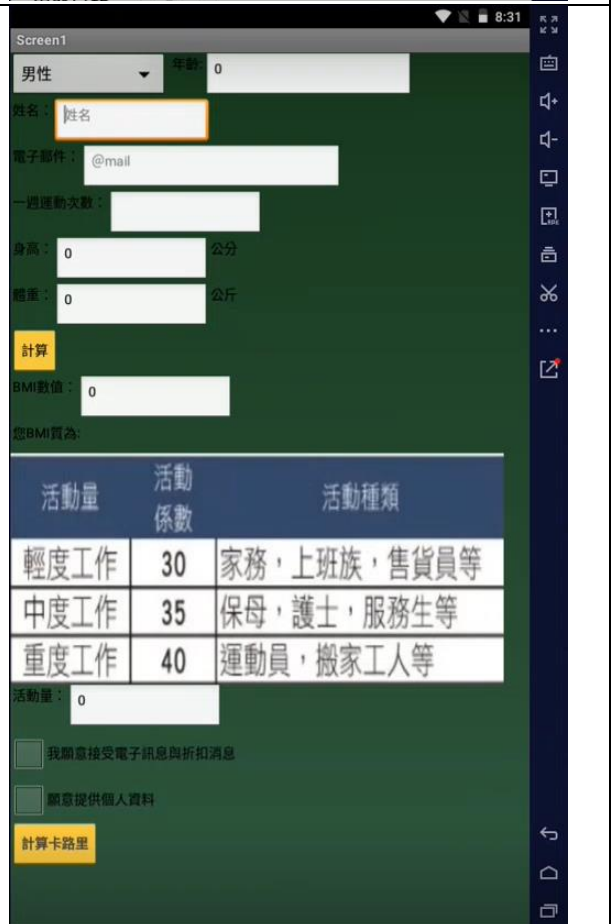 8:31
Screen1
男性 年齡: 0
姓名： 姓名
電子郵件： @mail
一週運動次數：
身高： 0 公分
體重： 0 公斤
計算
BMI數值： 0
您BMI質為:
活動量 活動係數 活動種類
輕度工作 30 家務，上班族，售貨員等
中度工作 35 保母，護士，服務生等
重度工作 40 運動員，搬家工人等
活動量： 0
我願意接受電子訊息與折扣消息
願意提供個人資料
計算卡路里